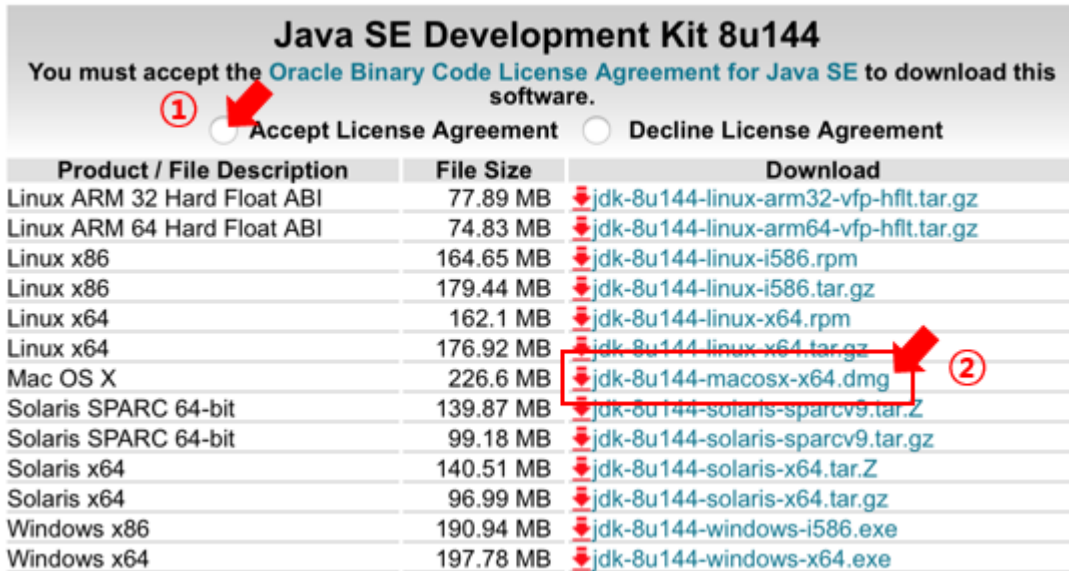 Java SE Development Kit 8u144
You must accept the Oracle Binary Code License Agreement for Java SE to download this
software.
①
Accept License Agreement Decline License Agreement
Product / File Description File Size Download
Linux ARM 32 Hard Float ABI 77.89 MB jdk-8u144-linux-arm32-vfp-hflt.tar.gz
Linux ARM 64 Hard Float ABI 74.83 MB jdk-8u144-linux-arm64-vfp-hflt.tar.gz
Linux x86 164.65 MB jdk-8u144-linux-i586.rpm
Linux x86 179.44 MB jdk-8u144-linux-i586.tar.gz
Linux x64 162.1 MB jdk-8u144-linux-x64.rpm
Linux x64 176.92 MB jdk-8u144-linux-x64.tar.gz
Mac OS X 226.6 MB jdk-8u144-macosx-x64.dmg ②
Solaris SPARC 64-bit 139.87 MB jdk-8u144-solaris-sparcv9.tar.Z
Solaris SPARC 64-bit 99.18 MB jdk-8u144-solaris-sparcv9.tar.gz
Solaris x64 140.51 MB jdk-8u144-solaris-x64.tar.Z
Solaris x64 96.99 MB jdk-8u144-solaris-x64.tar.gz
Windows x86 190.94 MB jdk-8u144-windows-i586.exe
Windows x64 197.78 MB jdk-8u144-windows-x64.exe